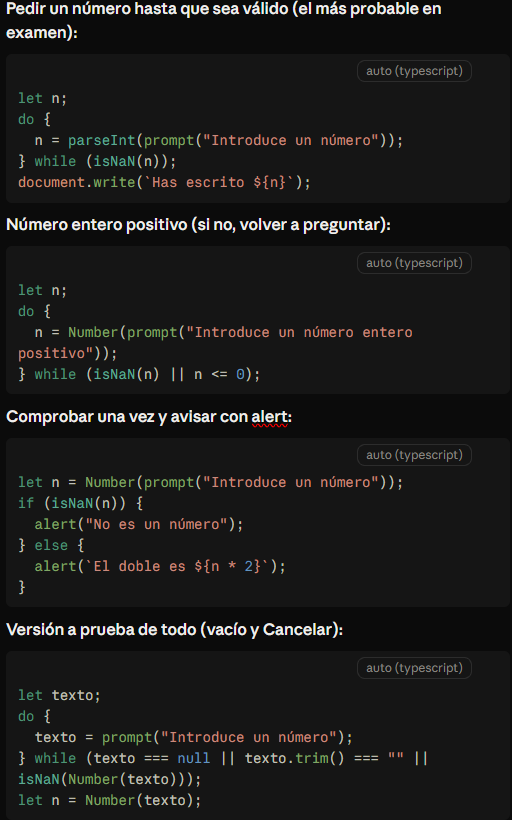 Pedir un número hasta que sea válido (el más probable en
examen):
auto (typescript)
let n;
do {
  n = parseInt(prompt("Introduce un número"));
} while (isNaN(n));
document.write(`Has escrito ${n}`);
Número entero positivo (si no, volver a preguntar):
auto (typescript)
let n;
do {
  n = Number(prompt("Introduce un número entero
positivo"));
} while (isNaN(n) || n <= 0);
Comprobar una vez y avisar con alert:
auto (typescript)
let n = Number(prompt("Introduce un número"));
if (isNaN(n)) {
  alert("No es un número");
} else {
  alert(`El doble es ${n * 2}`);
}
Versión a prueba de todo (vacío y Cancelar):
auto (typescript)
let texto;
do {
  texto = prompt("Introduce un número");
} while (texto === null || texto.trim() === "" ||
isNaN(Number(texto)));
let n = Number(texto);